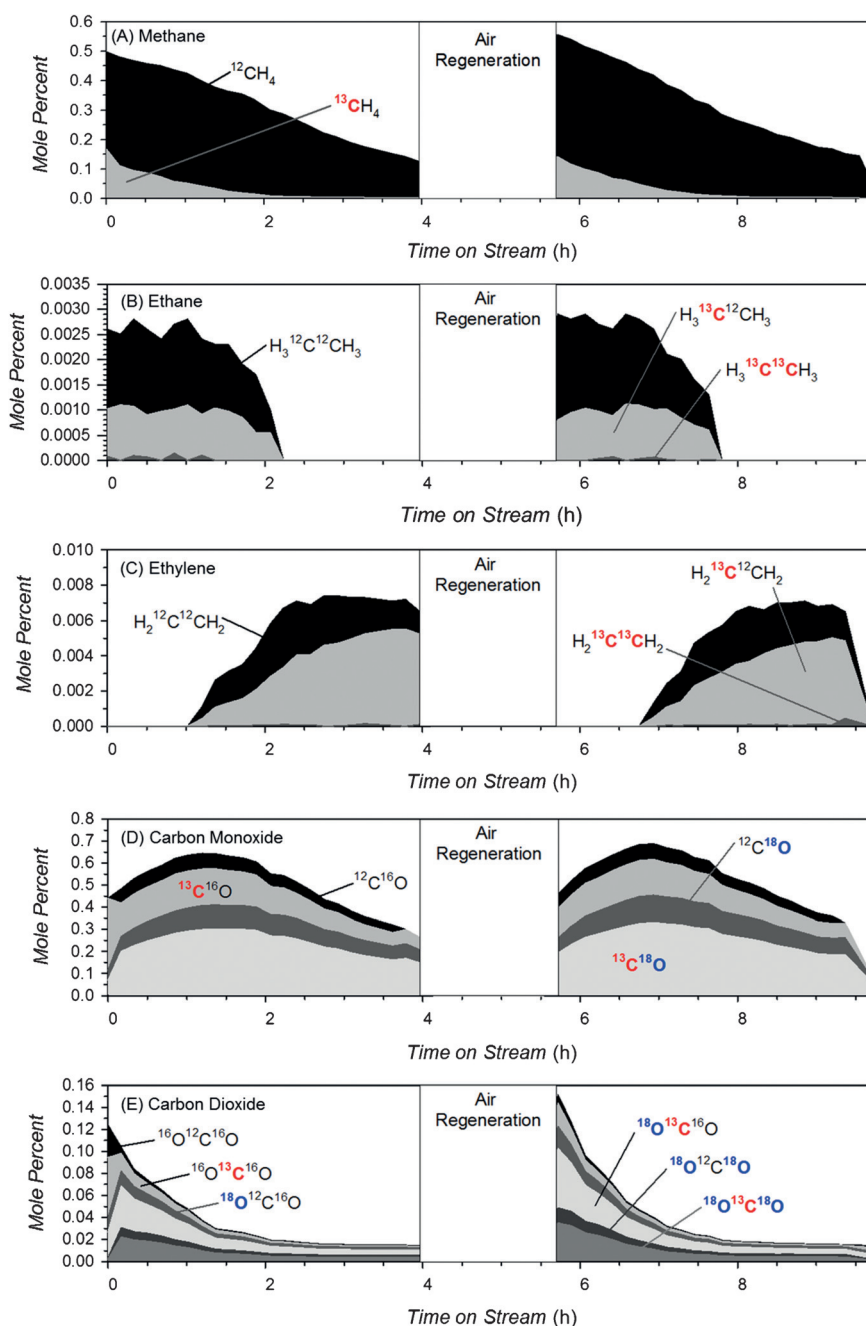 (A) Methane
Air
Regeneration
¹²CH₄
¹³CH₄
Mole Percent
0.6
0.5
0.4
0.3
0.2
0.1
0.0
0 2 4 6 8
Time on Stream (h)
(B) Ethane
Air
Regeneration
H₃¹²C¹²CH₃
H₃¹³C¹²CH₃
H₃¹³C¹³CH₃
Mole Percent
0.0035
0.0030
0.0025
0.0020
0.0015
0.0010
0.0005
0.0000
0 2 4 6 8
Time on Stream (h)
(C) Ethylene
Air
Regeneration
H₂¹²C¹²CH₂
H₂¹³C¹²CH₂
H₂¹³C¹³CH₂
Mole Percent
0.010
0.008
0.006
0.004
0.002
0.000
0 2 4 6 8
Time on Stream (h)
(D) Carbon Monoxide
Air
Regeneration
¹³C¹⁶O
¹²C¹⁶O
¹²C¹⁸O
¹³C¹⁸O
Mole Percent
0.8
0.7
0.6
0.5
0.4
0.3
0.2
0.1
0.0
0 2 4 6 8
Time on Stream (h)
(E) Carbon Dioxide
Air
Regeneration
¹⁶O¹²C¹⁶O
¹⁶O¹³C¹⁶O
¹⁸O¹²C¹⁶O
¹⁸O¹³C¹⁶O
¹⁸O¹²C¹⁸O
¹⁸O¹³C¹⁸O
Mole Percent
0.16
0.14
0.12
0.10
0.08
0.06
0.04
0.02
0.00
0 2 4 6 8
Time on Stream (h)